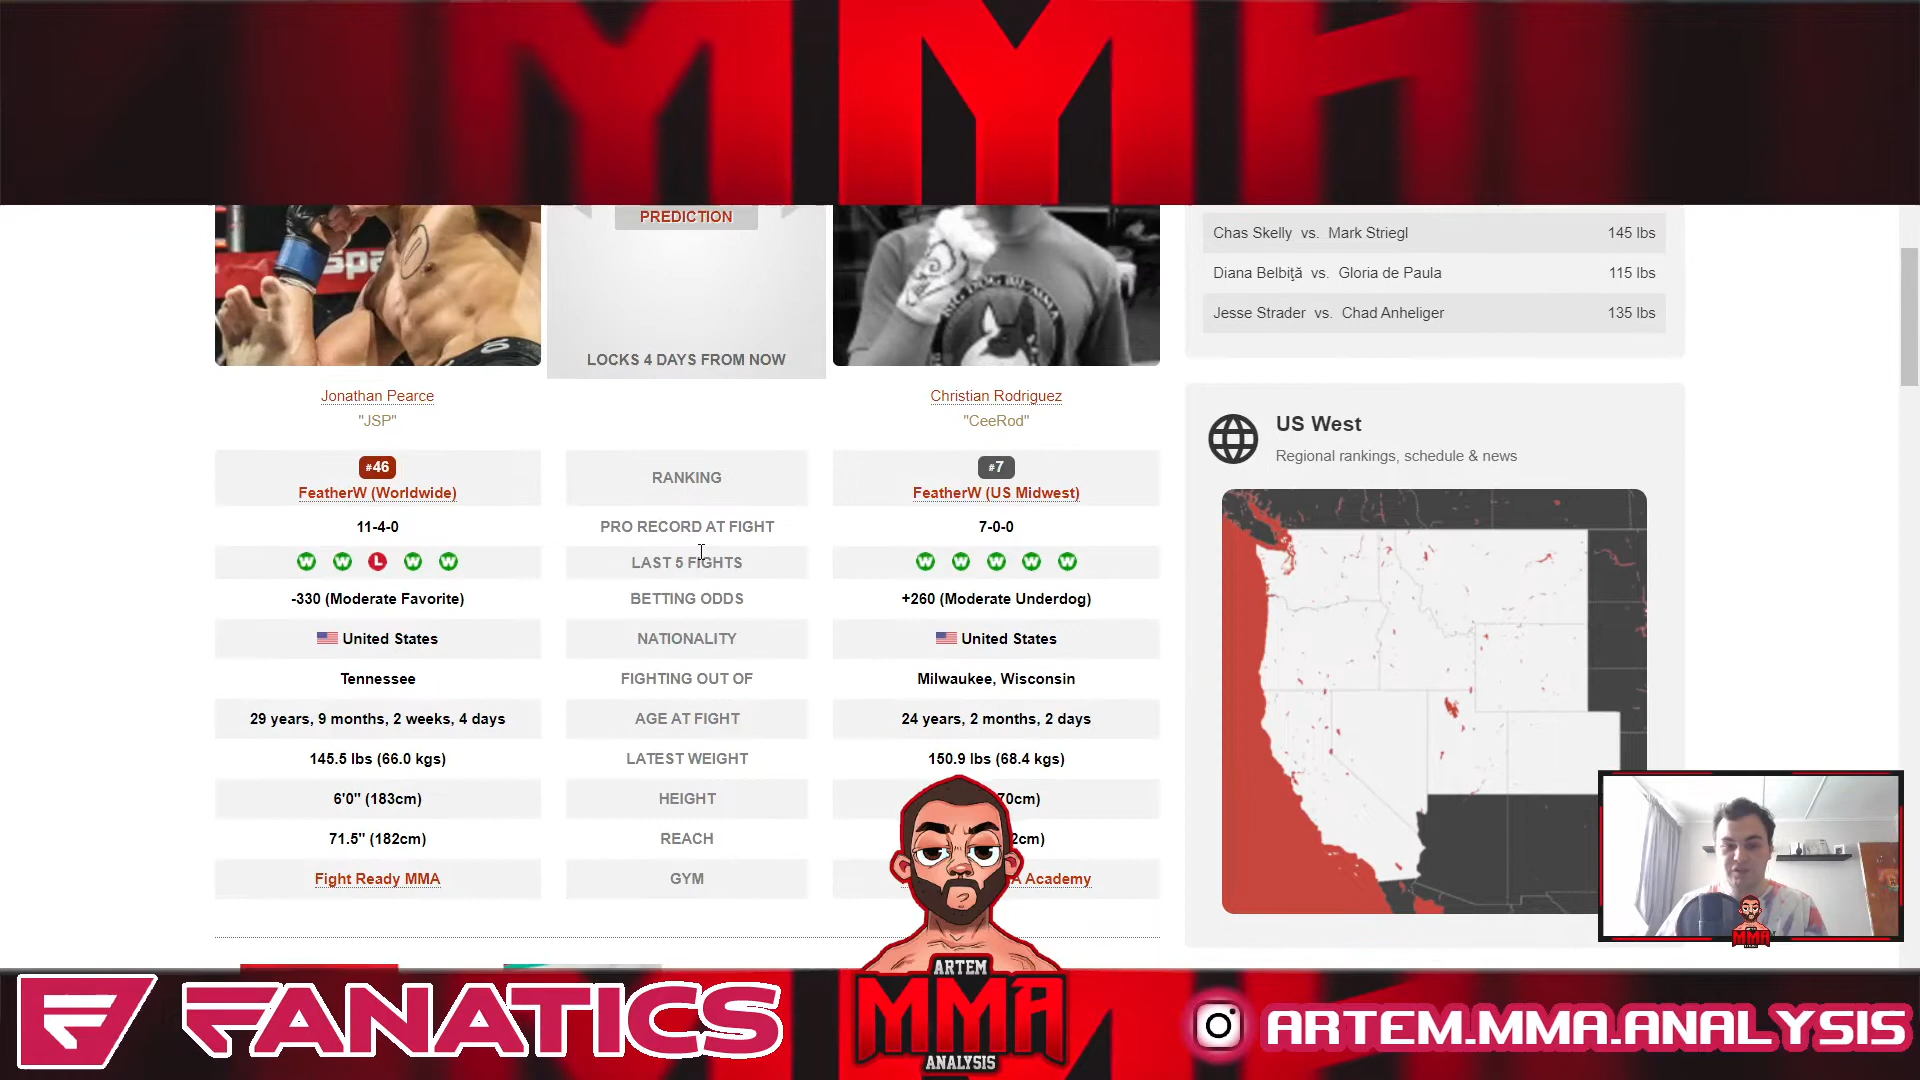 MMA
PREDICTION
LOCKS 4 DAYS FROM NOW
Jonathan Pearce
"JSP"
Christian Rodriguez
"CeeRod"
#46
FeatherW (Worldwide)
RANKING
#7
FeatherW (US Midwest)
11-4-0
PRO RECORD AT FIGHT
7-0-0
W W L W W
LAST 5 FIGHTS
W W W W W
-330 (Moderate Favorite)
BETTING ODDS
+260 (Moderate Underdog)
United States
NATIONALITY
United States
Tennessee
FIGHTING OUT OF
Milwaukee, Wisconsin
29 years, 9 months, 2 weeks, 4 days
AGE AT FIGHT
24 years, 2 months, 2 days
145.5 lbs (66.0 kgs)
LATEST WEIGHT
150.9 lbs (68.4 kgs)
6'0" (183cm)
HEIGHT
70cm)
71.5" (182cm)
REACH
2cm)
Fight Ready MMA
GYM
A Academy
Chas Skelly vs. Mark Striegl 145 lbs
Diana Belbiţă vs. Gloria de Paula 115 lbs
Jesse Strader vs. Chad Anheliger 135 lbs
US West
Regional rankings, schedule & news
MMA
FANATICS
ARTEM
MMA
ANALYSIS
ARTEM.MMA.ANALYSIS